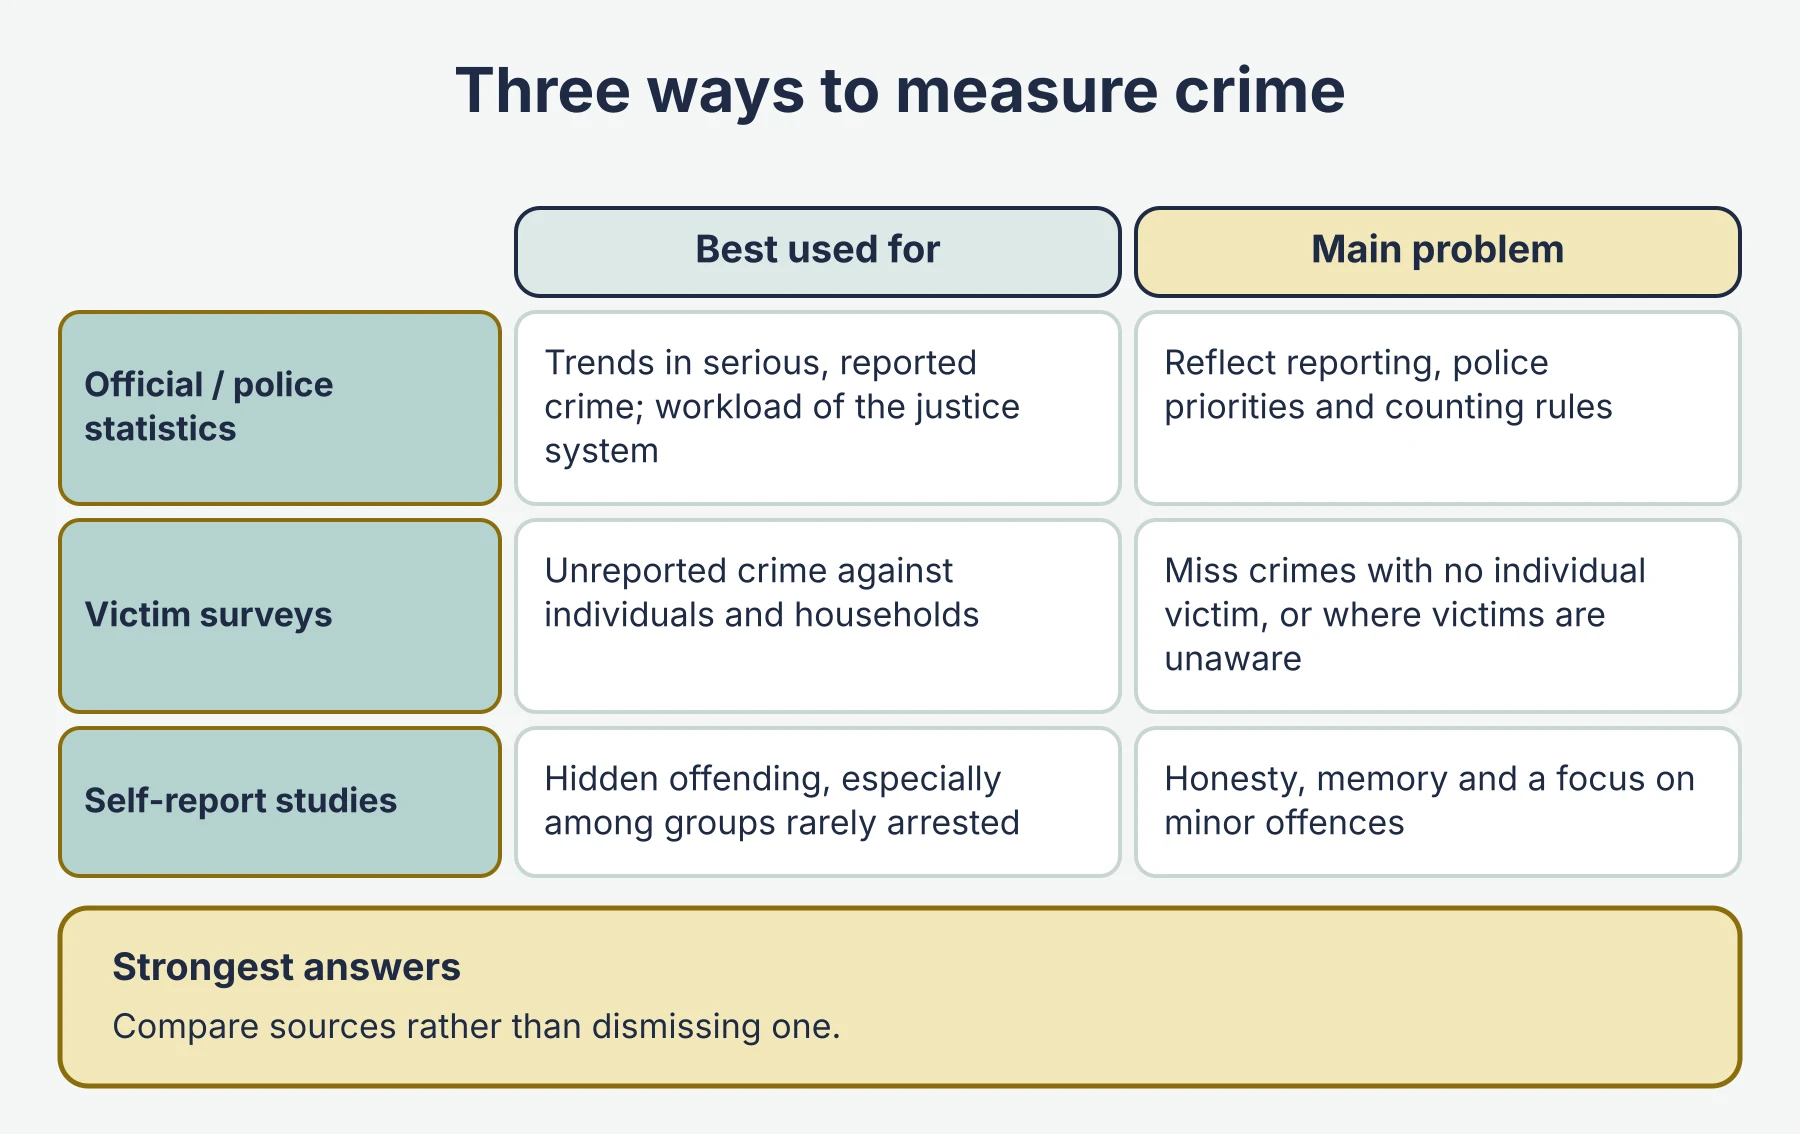 Three ways to measure crime
Best used for
Main problem
Official / police
statistics
Trends in serious, reported
crime; workload of the justice
system
Reflect reporting, police
priorities and counting rules
Victim surveys
Unreported crime against
individuals and households
Miss crimes with no individual
victim, or where victims are
unaware
Self-report studies
Hidden offending, especially
among groups rarely arrested
Honesty, memory and a focus on
minor offences
Strongest answers
Compare sources rather than dismissing one.